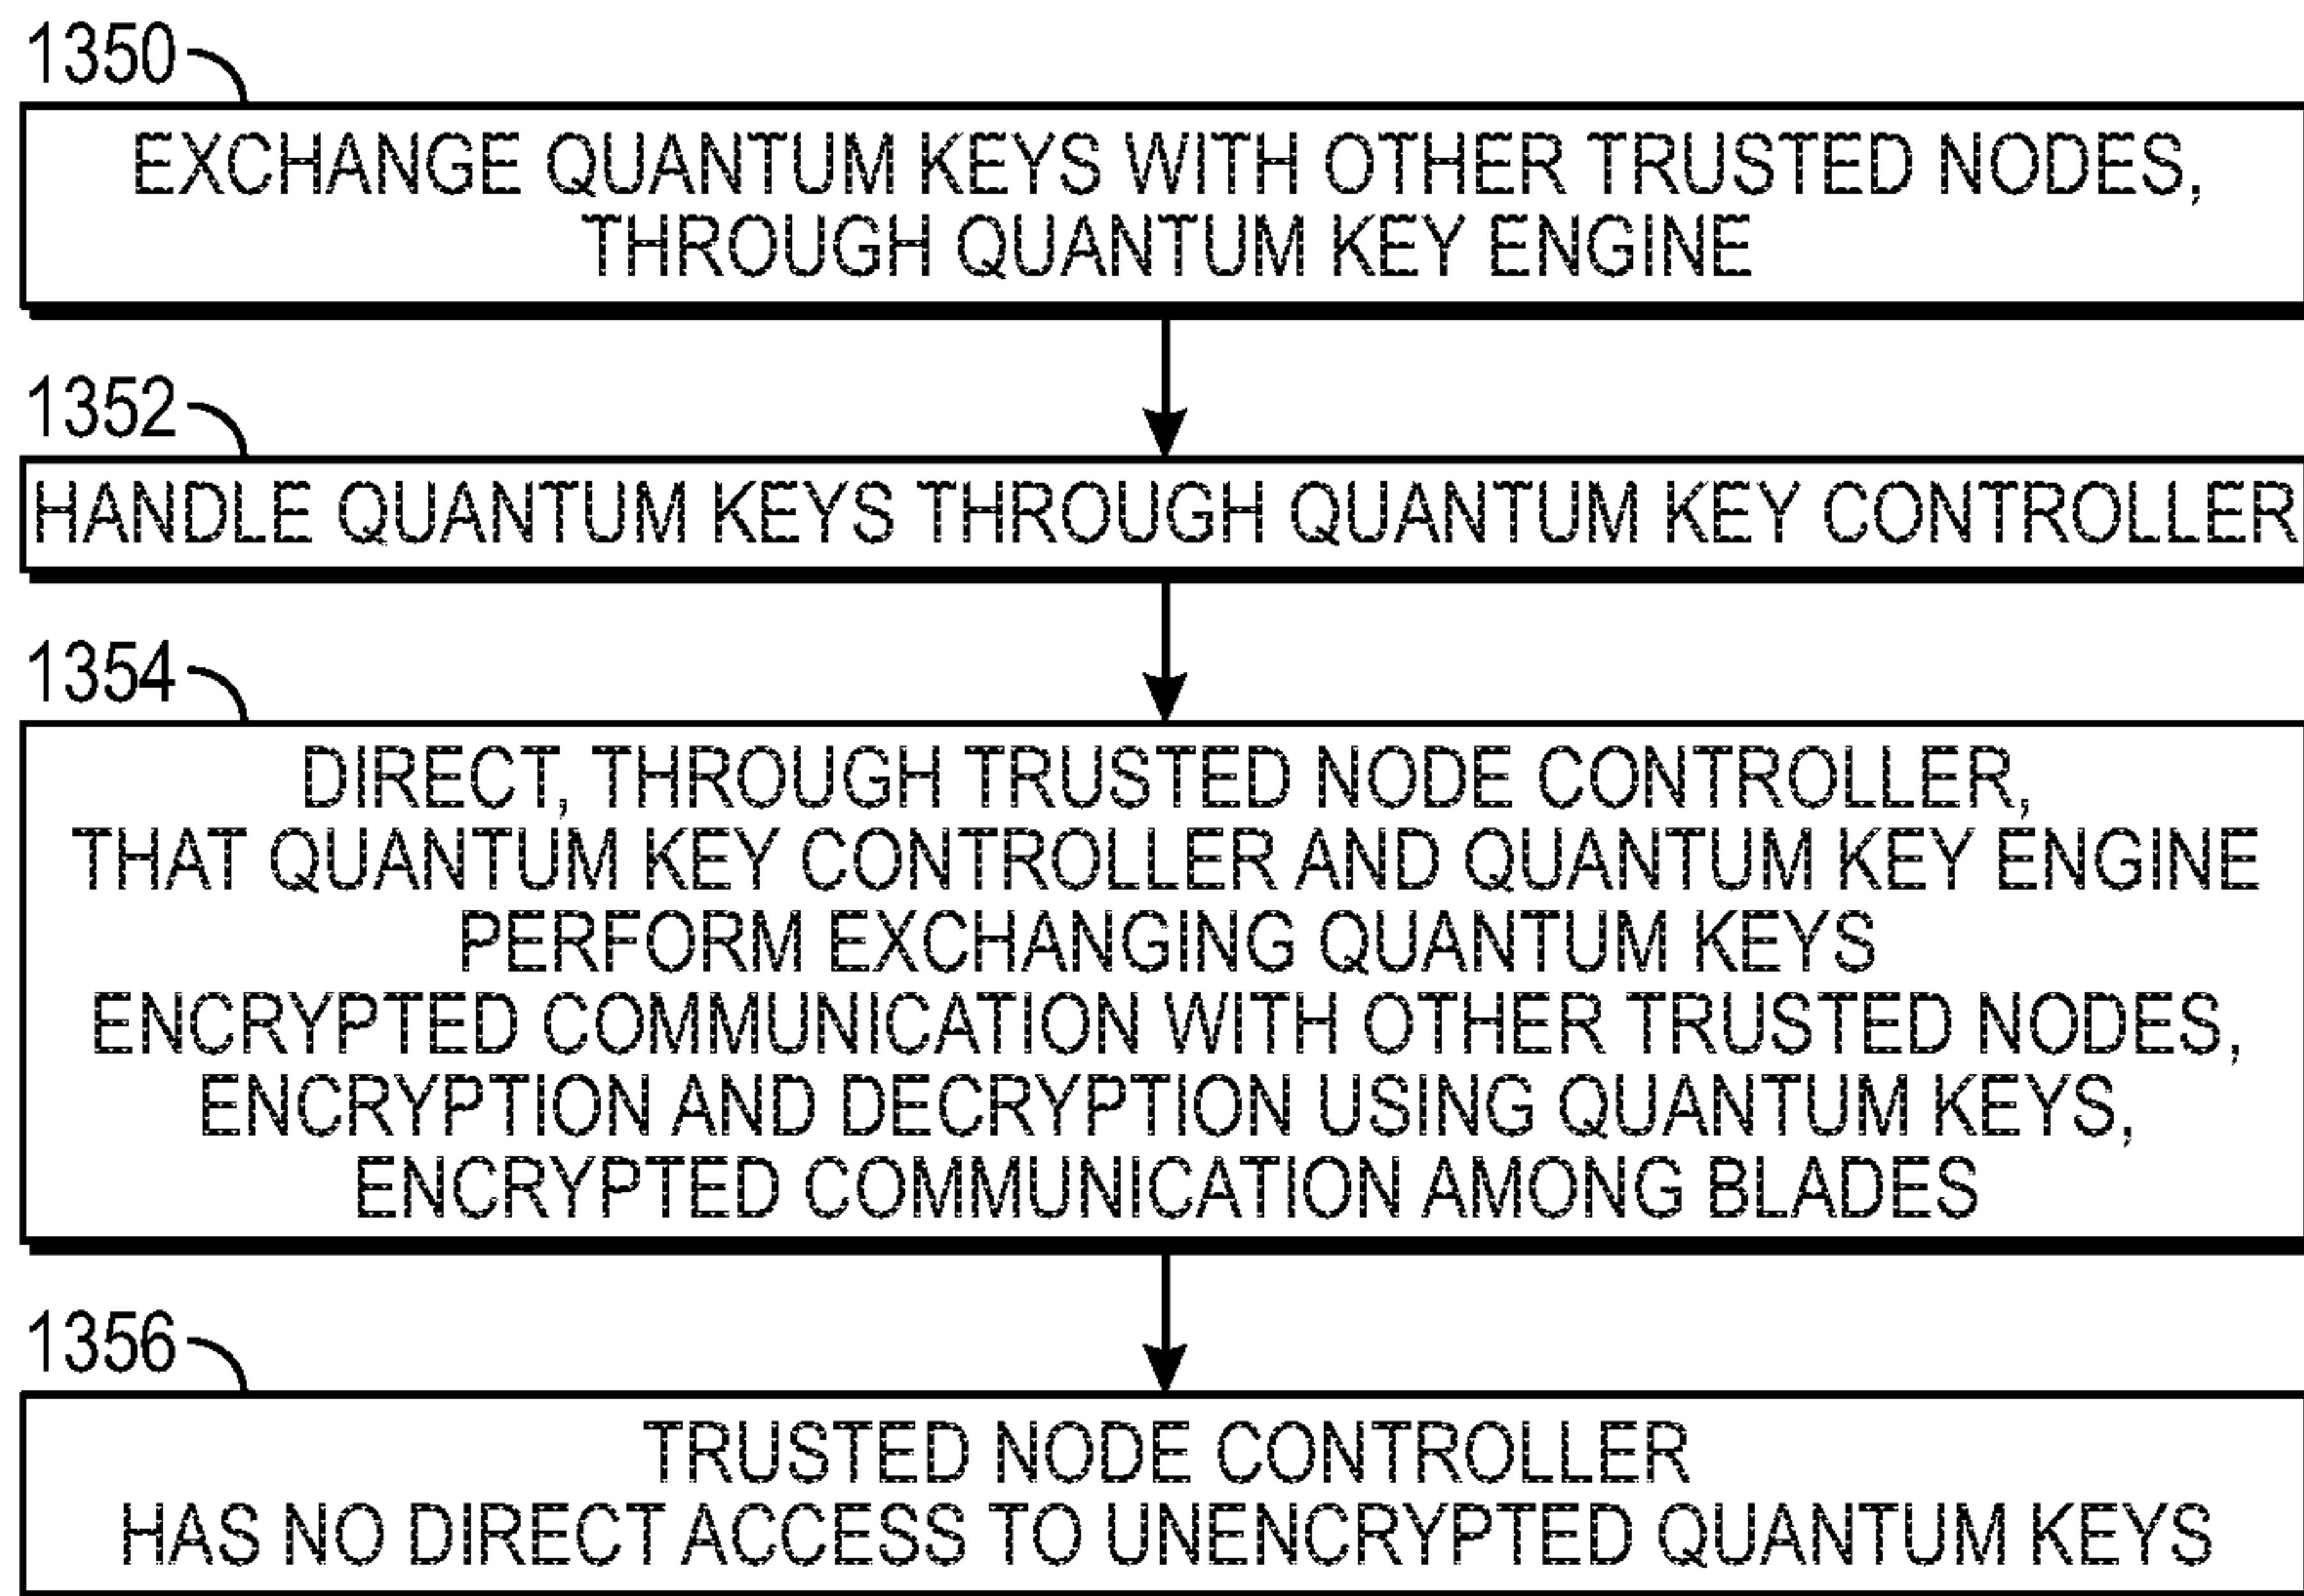 1350
EXCHANGE QUANTUM KEYS WITH OTHER TRUSTED NODES,
THROUGH QUANTUM KEY ENGINE
1352
HANDLE QUANTUM KEYS THROUGH QUANTUM KEY CONTROLLER
1354
DIRECT, THROUGH TRUSTED NODE CONTROLLER,
THAT QUANTUM KEY CONTROLLER AND QUANTUM KEY ENGINE
PERFORM EXCHANGING QUANTUM KEYS
ENCRYPTED COMMUNICATION WITH OTHER TRUSTED NODES,
ENCRYPTION AND DECRYPTION USING QUANTUM KEYS,
ENCRYPTED COMMUNICATION AMONG BLADES
1356
TRUSTED NODE CONTROLLER
HAS NO DIRECT ACCESS TO UNENCRYPTED QUANTUM KEYS